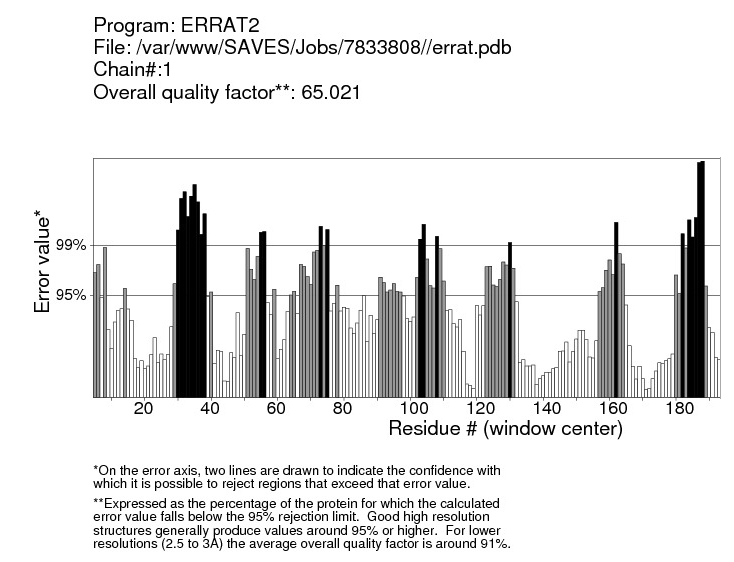 Program: ERRAT2
File: /var/www/SAVES/Jobs/7833808//errat.pdb
Chain#:1
Overall quality factor**: 65.021
Error value*
99%
95%
20 40 60 80 100 120 140 160 180
Residue # (window center)
*On the error axis, two lines are drawn to indicate the confidence with
which it is possible to reject regions that exceed that error value.
**Expressed as the percentage of the protein for which the calculated
error value falls below the 95% rejection limit.  Good high resolution
structures generally produce values around 95% or higher.  For lower
resolutions (2.5 to 3A) the average overall quality factor is around 91%.